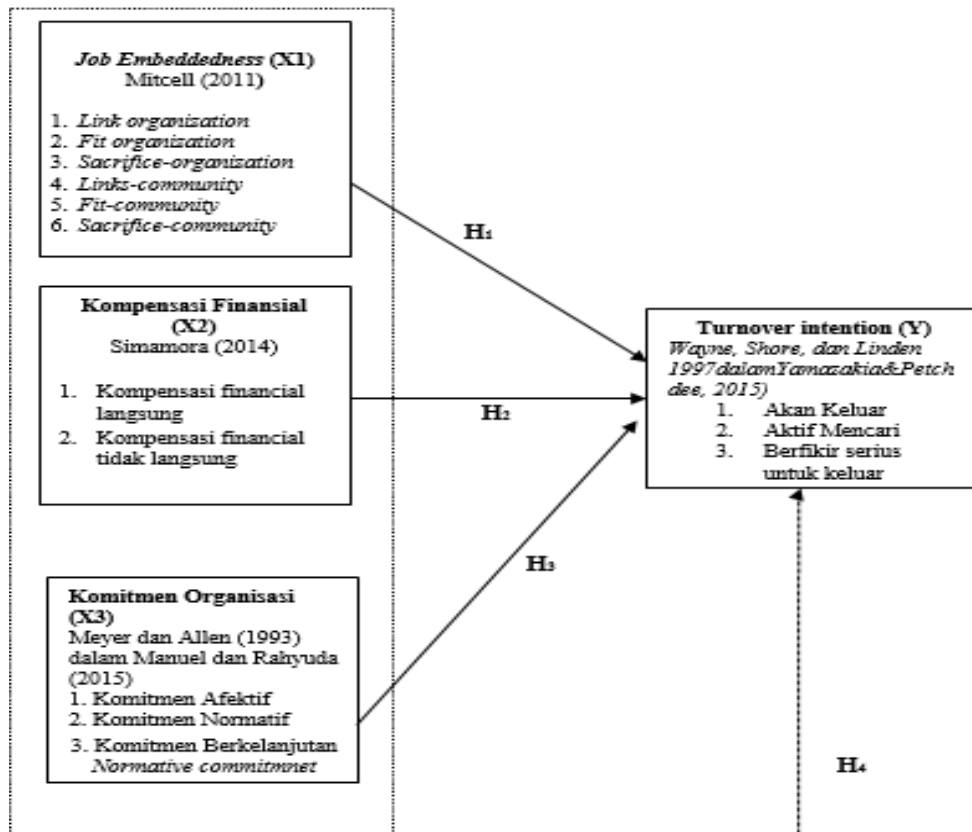 Job Embeddedness (X1)
Mitcell (2011)
1. Link organization
2. Fit organization
3. Sacrifice-organization
4. Links-community
5. Fit-community
6. Sacrifice-community
H1
Kompensasi Finansial
(X2)
Simamora (2014)
1. Kompensasi financial
langsung
2. Kompensasi financial
tidak langsung
H2
Turnover intention (Y)
Wayne, Shore, dan Linden
1997dalamYamazakia&Petch
dee, 2015)
1. Akan Keluar
2. Aktif Mencari
3. Berfikir serius
untuk keluar
H3
Komitmen Organisasi
(X3)
Meyer dan Allen (1993)
dalam Manuel dan Rahyuda
(2015)
1. Komitmen Afektif
2. Komitmen Normatif
3. Komitmen Berkelanjutan
Normative commitmnet
H4